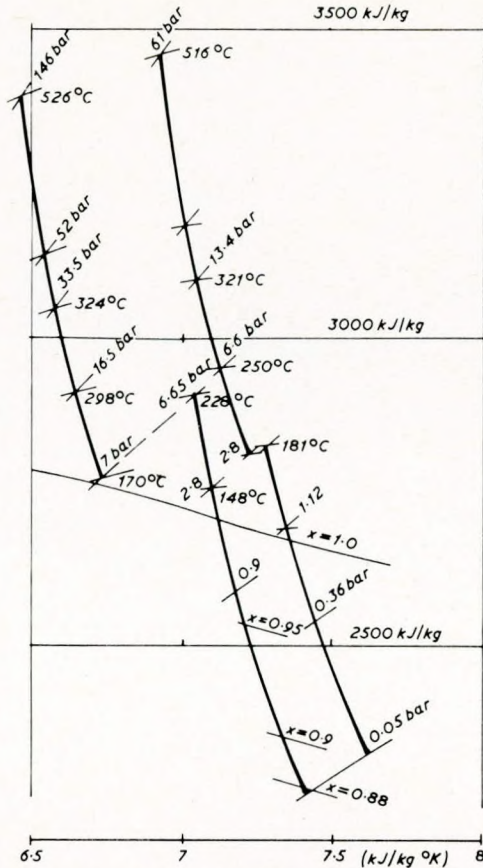 3500 kJ/kg
146 bar
61 bar
516°C
526°C
52 bar
33.5 bar
13.4 bar
324°C
321°C
3000 kJ/kg
16.5 bar
6.6 bar
6.65 bar
250°C
298°C
228°C
7 bar
2.8
181°C
170°C
2.8
148°C
1.12
x=1.0
0.9
0.36 bar
x=0.95
2500 kJ/kg
x=0.9
0.05 bar
x=0.88
6.5 7 7.5 (kJ/kg °K) 8